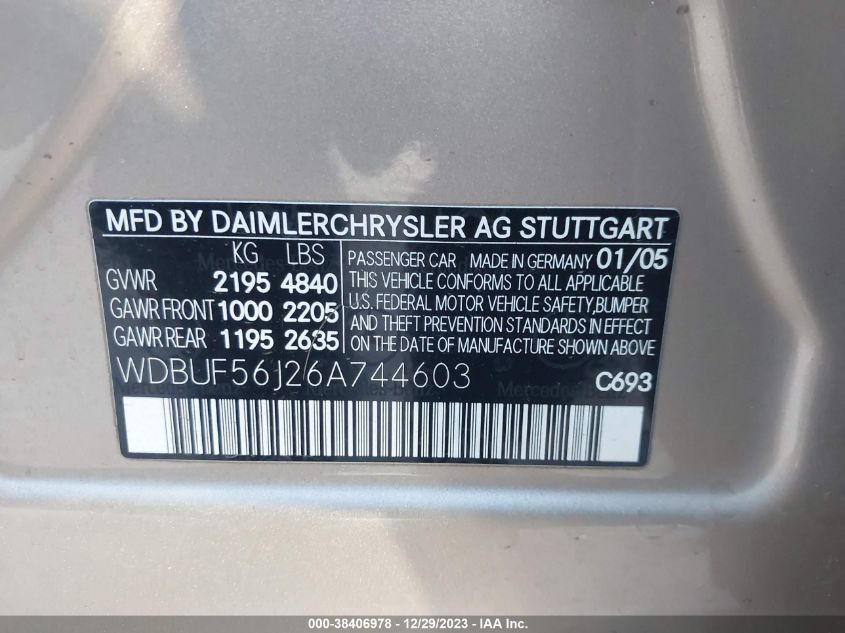 MFD BY DAIMLERCHRYSLER AG STUTTGART
KG LBS
GVWR 2195 4840
GAWR FRONT 1000 2205
GAWR REAR 1195 2635
PASSENGER CAR MADE IN GERMANY 01/05
THIS VEHICLE CONFORMS TO ALL APPLICABLE
U.S. FEDERAL MOTOR VEHICLE SAFETY, BUMPER
AND THEFT PREVENTION STANDARDS IN EFFECT
ON THE DATE OF MANUFACTURE SHOWN ABOVE
WDBUF56J26A744603
C693
000-38406978 - 12/29/2023 - IAA Inc.